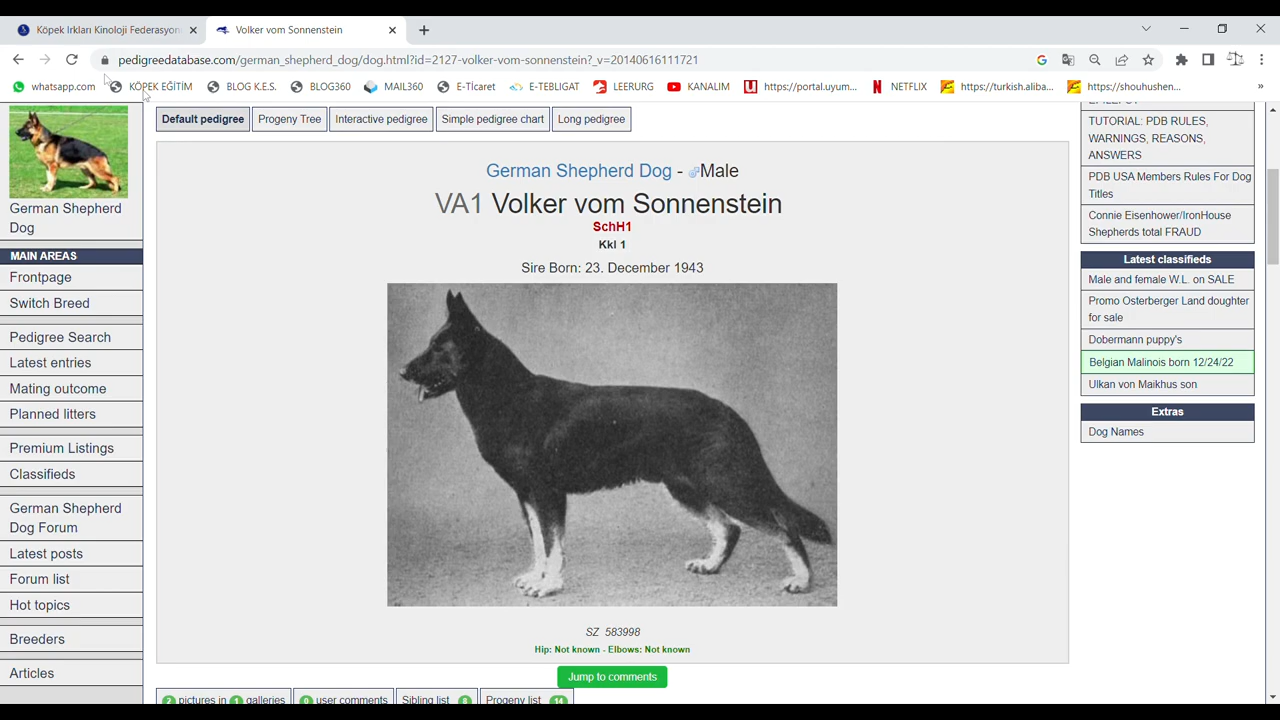 Köpek Irkları Kinoloji Federasyon
Volker vom Sonnenstein
pedigreedatabase.com/german_shepherd_dog/dog.html?id=2127-volker-vom-sonnenstein?_v=20140616111721
whatsapp.com
KÖPEK EĞİTİM
BLOG K.E.S.
BLOG360
MAIL360
E-Ticaret
E-TEBLIGAT
LEEBURG
KANALIM
https://portal.uyum...
NETFLIX
https://turkish.aliba...
https://shouhushen...
»
German Shepherd
Dog
MAIN AREAS
Frontpage
Switch Breed
Pedigree Search
Latest entries
Mating outcome
Planned litters
Premium Listings
Classifieds
German Shepherd
Dog Forum
Latest posts
Forum list
Hot topics
Breeders
Articles
Default pedigree
Progeny Tree
Interactive pedigree
Simple pedigree chart
Long pedigree
German Shepherd Dog - Male
VA1 Volker vom Sonnenstein
SchH1
Kkl 1
Sire Born: 23. December 1943
SZ 583998
Hip: Not known - Elbows: Not known
Jump to comments
2 pictures in 1 galleries
0 user comments
Sibling list 8
Progeny list 14
TUTORIAL: PDB RULES,
WARNINGS, REASONS,
ANSWERS
PDB USA Members Rules For Dog
Titles
Connie Eisenhower/IronHouse
Shepherds total FRAUD
Latest classifieds
Male and female W.L. on SALE
Promo Osterberger Land doughter
for sale
Dobermann puppy's
Belgian Malinois born 12/24/22
Ulkan von Maikhus son
Extras
Dog Names